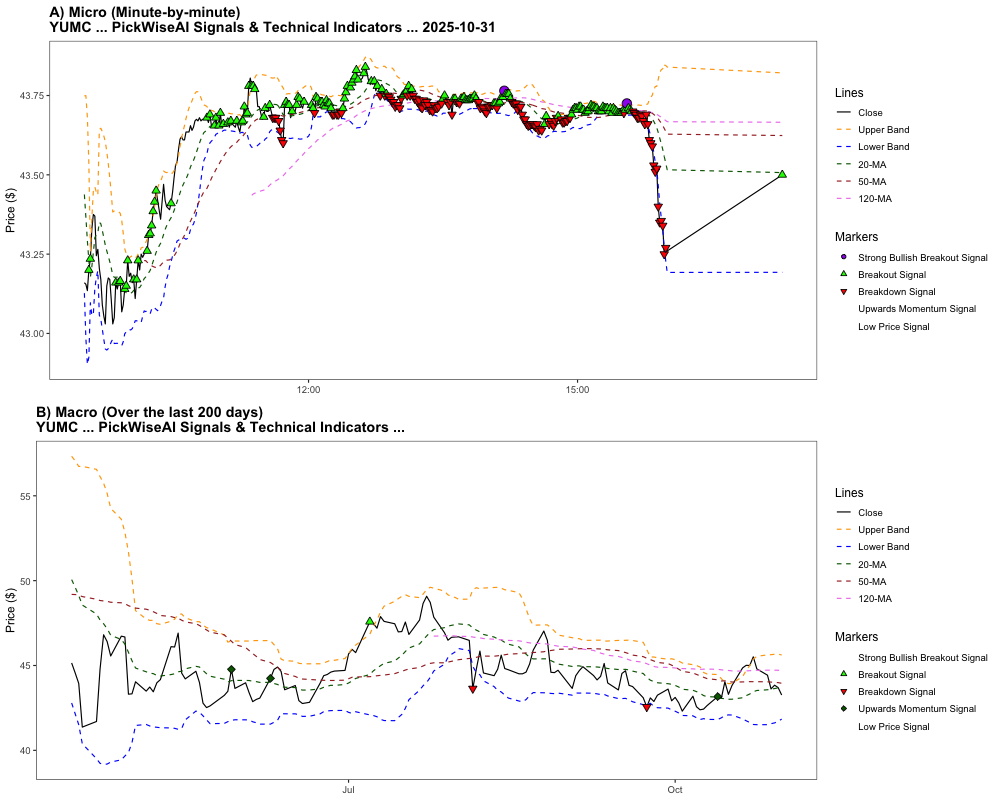 A) Micro (Minute-by-minute)
YUMC ... PickWiseAI Signals & Technical Indicators ... 2025-10-31
Price ($)
43.75
43.50
43.25
43.00
12:00
15:00
Lines
Close
Upper Band
Lower Band
20-MA
50-MA
120-MA
Markers
Strong Bullish Breakout Signal
Breakout Signal
Breakdown Signal
Upwards Momentum Signal
Low Price Signal
B) Macro (Over the last 200 days)
YUMC ... PickWiseAI Signals & Technical Indicators ...
Price ($)
55
50
45
40
Jul
Oct
Lines
Close
Upper Band
Lower Band
20-MA
50-MA
120-MA
Markers
Strong Bullish Breakout Signal
Breakout Signal
Breakdown Signal
Upwards Momentum Signal
Low Price Signal